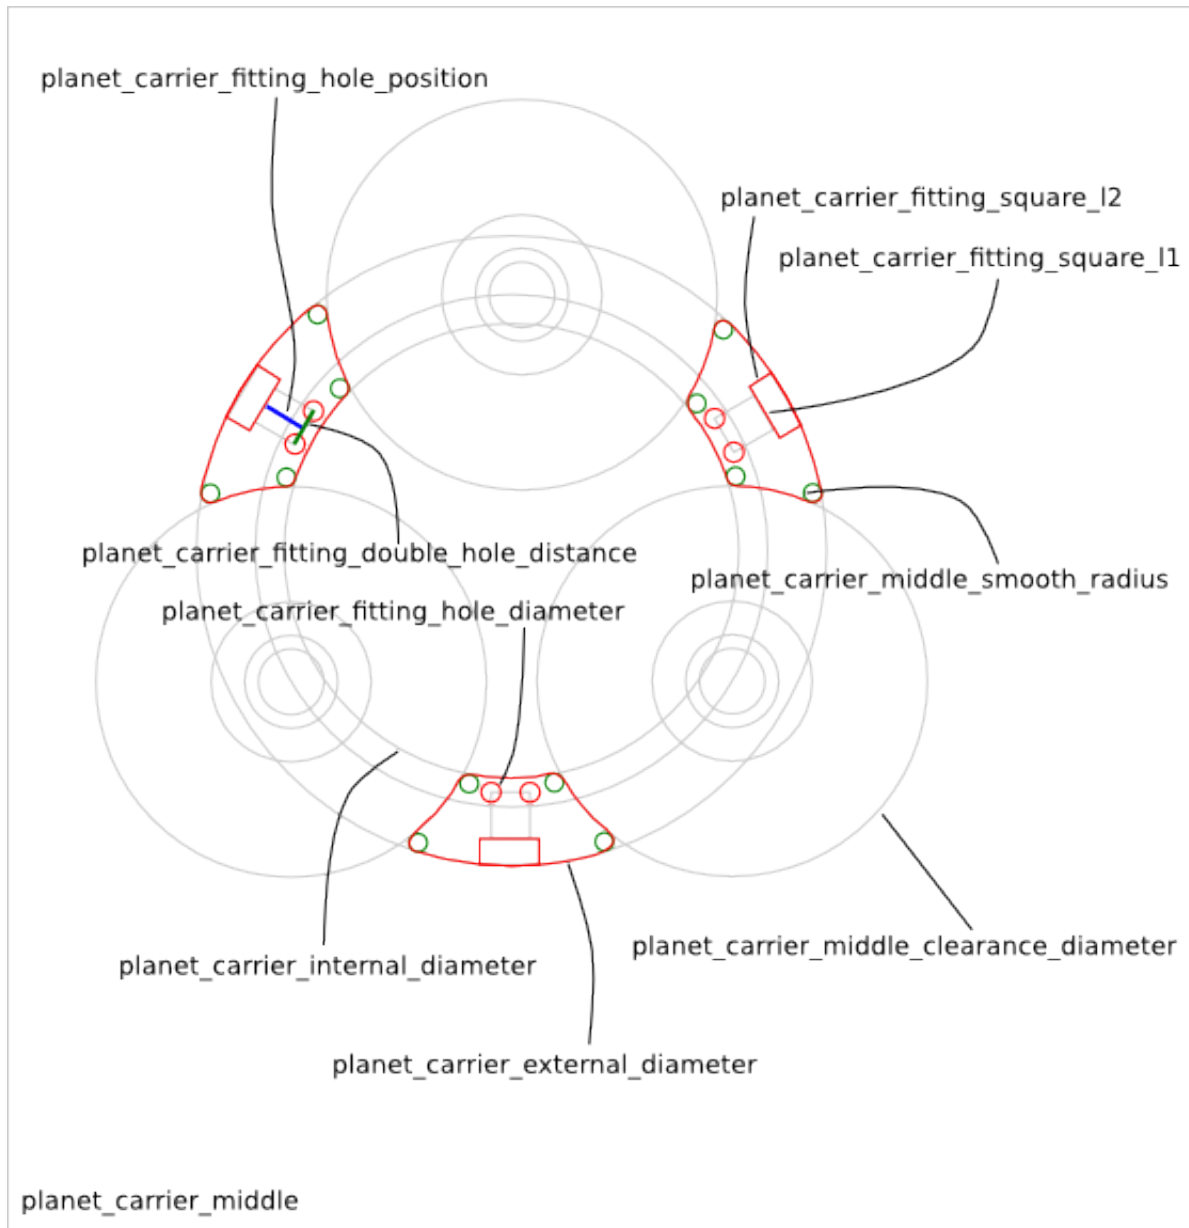 planet_carrier_fitting_hole_position
planet_carrier_fitting_square_l2
planet_carrier_fitting_square_l1
planet_carrier_fitting_double_hole_distance
planet_carrier_middle_smooth_radius
planet_carrier_fitting_hole_diameter
planet_carrier_middle_clearance_diameter
planet_carrier_internal_diameter
planet_carrier_external_diameter
planet_carrier_middle